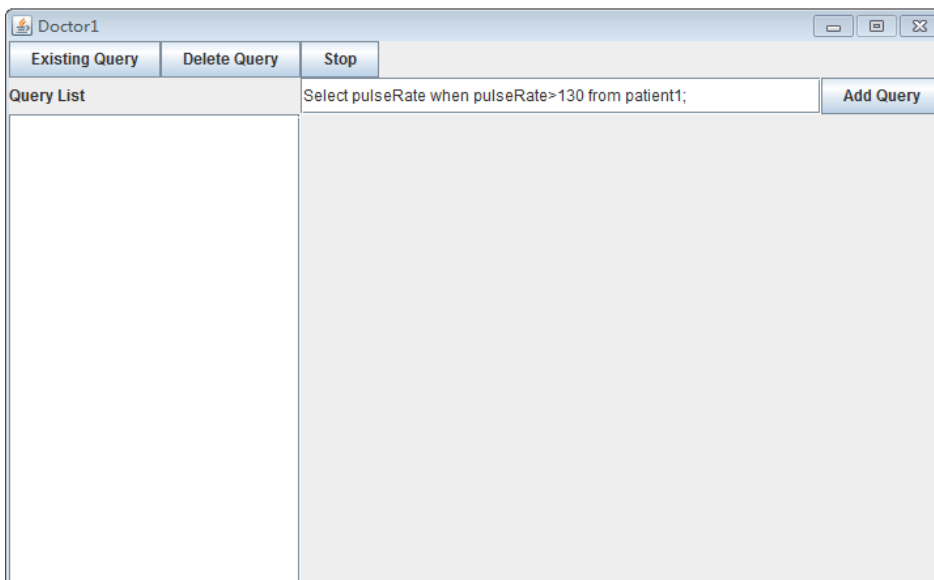 Doctor1
Existing Query Delete Query Stop
Query List Select pulseRate when pulseRate>130 from patient1; Add Query